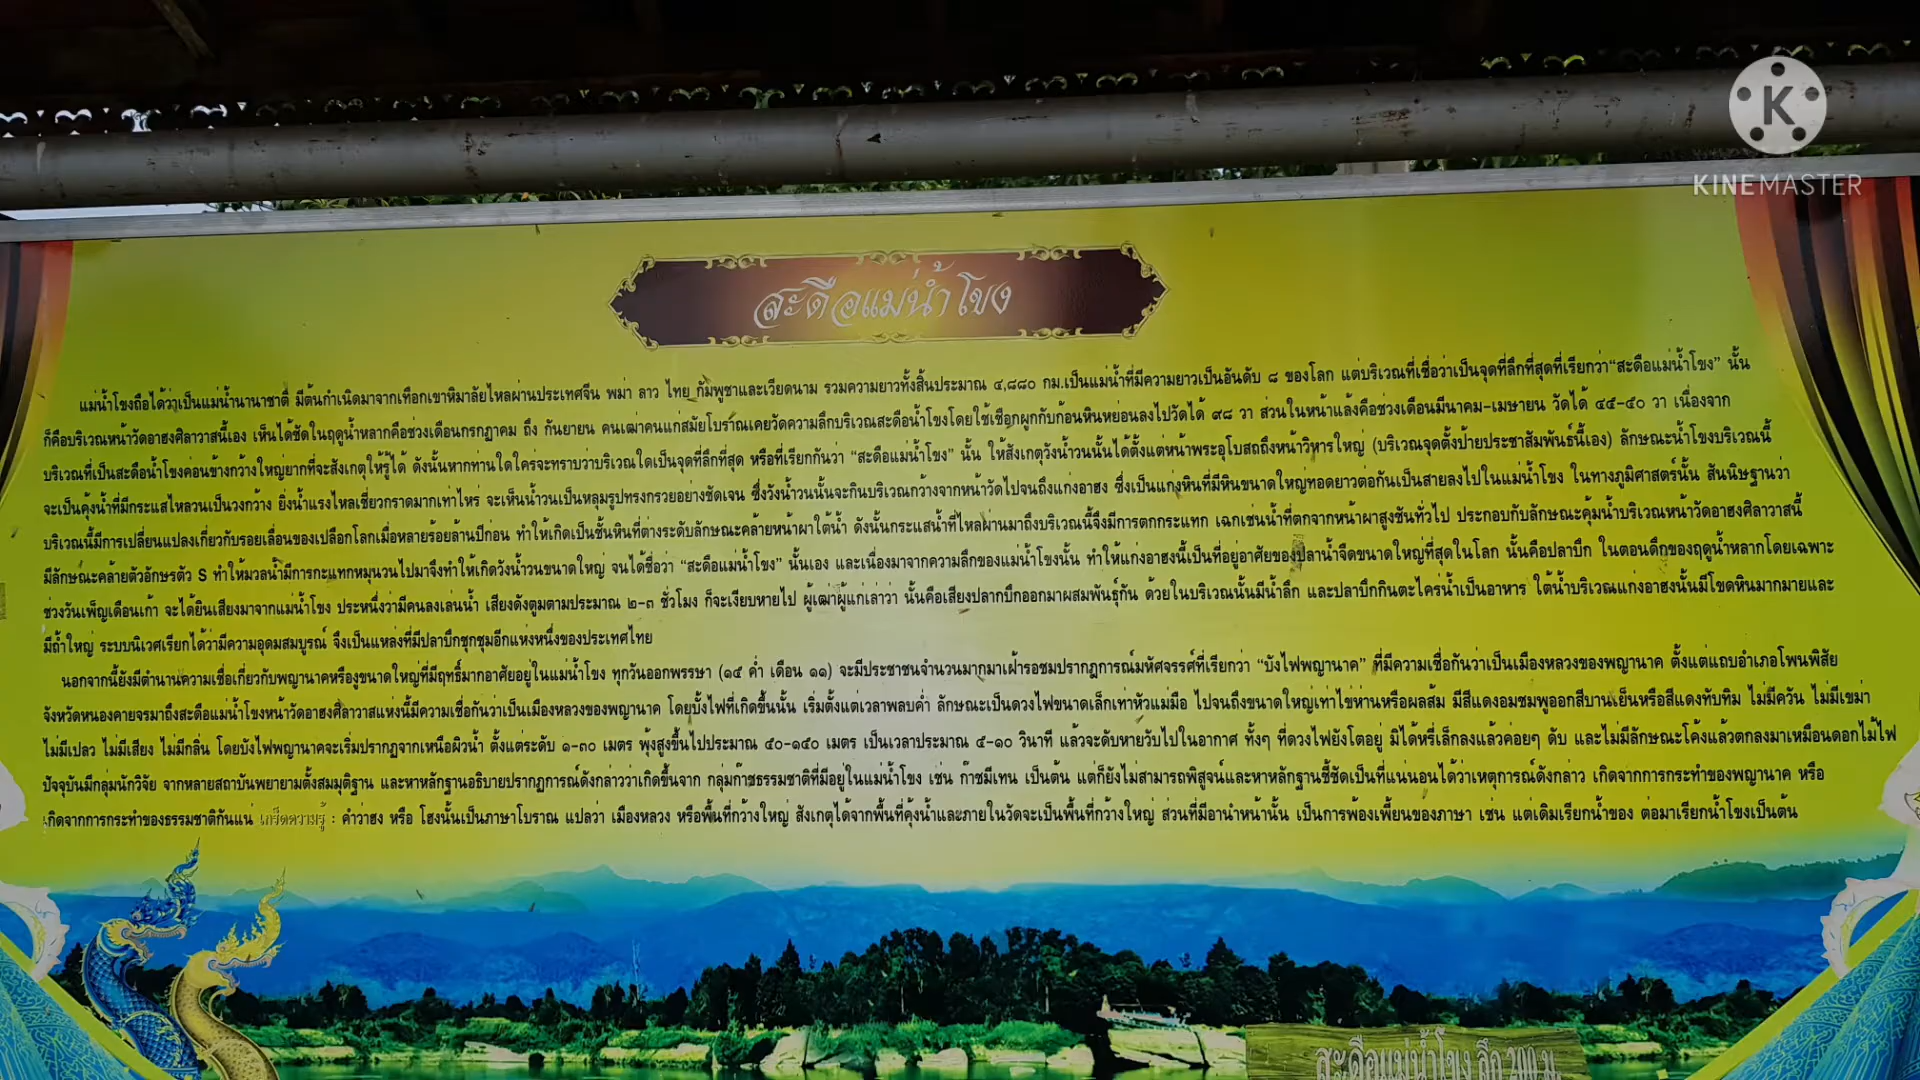 KINEMASTER
สะดือแม่น้ำโขง
แม่น้ำโขงถือได้ว่าเป็นแม่น้ำนานาชาติ มีต้นกำเนิดมาจากเทือกเขาหิมาลัยไหลผ่านประเทศจีน พม่า ลาว ไทย กัมพูชาและเวียดนาม รวมความยาวทั้งสิ้นประมาณ ๔,๘๘๐ กม.เป็นแม่น้ำที่มีความยาวเป็นอันดับ ๘ ของโลก แต่บริเวณที่เชื่อว่าเป็นจุดที่ลึกที่สุดที่เรียกว่า“สะดือแม่น้ำโขง” นั้น
ก็คือบริเวณหน้าวัดอาฮงศิลาวาสนี้เอง เห็นได้ชัดในฤดูน้ำหลากคือช่วงเดือนกรกฎาคม ถึง กันยายน คนเฒ่าคนแก่สมัยโบราณเคยวัดความลึกบริเวณสะดือน้ำโขงโดยใช้เชือกผูกกับก้อนหินหย่อนลงไปวัดได้ ๙๘ วา ส่วนในหน้าแล้งคือช่วงเดือนมีนาคม-เมษายน วัดได้ ๔๕-๕๐ วา เนื่องจาก
บริเวณที่เป็นสะดือน้ำโขงค่อนข้างกว้างใหญ่ยากที่จะสังเกตุให้รู้ได้ ดังนั้นหากท่านใดใคร่จะทราบว่าบริเวณใดเป็นจุดที่ลึกที่สุด หรือที่เรียกกันว่า “สะดือแม่น้ำโขง” นั้น ให้สังเกตุวังน้ำวนนั้นได้ตั้งแต่หน้าพระอุโบสถถึงหน้าวิหารใหญ่ (บริเวณจุดตั้งป้ายประชาสัมพันธ์นี้เอง) ลักษณะน้ำโขงบริเวณนี้
จะเป็นคุ้งน้ำที่มีกระแสไหลวนเป็นวงกว้าง ยิ่งน้ำแรงไหลเชี่ยวกราดมากเท่าไหร่ จะเห็นน้ำวนเป็นหลุมรูปทรงกรวยอย่างชัดเจน ซึ่งวังน้ำวนนั้นจะกินบริเวณกว้างจากหน้าวัดไปจนถึงแก่งอาฮง ซึ่งเป็นแก่งหินที่มีหินขนาดใหญ่ทอดยาวต่อกันเป็นสายลงไปในแม่น้ำโขง ในทางภูมิศาสตร์นั้น สันนิษฐานว่า
บริเวณนี้มีการเปลี่ยนแปลงเกี่ยวกับรอยเลื่อนของเปลือกโลกเมื่อหลายร้อยล้านปีก่อน ทำให้เกิดเป็นชั้นหินที่ต่างระดับลักษณะคล้ายหน้าผาใต้น้ำ ดังนั้นกระแสน้ำที่ไหลผ่านมาถึงบริเวณนี้จึงมีการตกกระแทก เฉกเช่นน้ำที่ตกจากหน้าผาสูงชันทั่วไป ประกอบกับลักษณะคุ้มน้ำบริเวณหน้าวัดอาฮงศิลาวาสนี้
มีลักษณะคล้ายตัวอักษรตัว S ทำให้มวลน้ำมีการกะแทกหมุนวนไปมาจึงทำให้เกิดวังน้ำวนขนาดใหญ่ จนได้ชื่อว่า “สะดือแม่น้ำโขง” นั้นเอง และเนื่องมาจากความลึกของแม่น้ำโขงนั้น ทำให้แก่งอาฮงนี้เป็นที่อยู่อาศัยของปลาน้ำจืดขนาดใหญ่ที่สุดในโลก นั้นคือปลาบึก ในตอนดึกของฤดูน้ำหลากโดยเฉพาะ
ช่วงวันเพ็ญเดือนเก้า จะได้ยินเสียงมาจากแม่น้ำโขง ประหนึ่งว่ามีคนลงเล่นน้ำ เสียงดังตูมตามประมาณ ๒-๓ ชั่วโมง ก็จะเงียบหายไป ผู้เฒ่าผู้แก่เล่าว่า นั้นคือเสียงปลาบึกออกมาผสมพันธุ์กัน ด้วยในบริเวณนั้นมีน้ำลึก และปลาบึกกินตะไคร่น้ำเป็นอาหาร ใต้น้ำบริเวณแก่งอาฮงนั้นมีโขดหินมากมายและ
มีถ้ำใหญ่ ระบบนิเวศเรียกได้ว่ามีความอุดมสมบูรณ์ จึงเป็นแหล่งที่มีปลาบึกชุกชุมอีกแห่งหนึ่งของประเทศไทย
นอกจากนี้ยังมีตำนานความเชื่อเกี่ยวกับพญานาคหรืองูขนาดใหญ่ที่มีฤทธิ์มากอาศัยอยู่ในแม่น้ำโขง ทุกวันออกพรรษา (๑๕ ค่ำ เดือน ๑๑) จะมีประชาชนจำนวนมากมาเฝ้ารอชมปรากฏการณ์มหัศจรรศ์ที่เรียกว่า “บังไฟพญานาค” ที่มีความเชื่อกันว่าเป็นเมืองหลวงของพญานาค ตั้งแต่แถบอำเภอโพนพิสัย
จังหวัดหนองคายจรมาถึงสะดือแม่น้ำโขงหน้าวัดอาฮงศิลาวาสแห่งนี้มีความเชื่อกันว่าเป็นเมืองหลวงของพญานาค โดยบั้งไฟที่เกิดขึ้นนั้น เริ่มตั้งแต่เวลาพลบค่ำ ลักษณะเป็นดวงไฟขนาดเล็กเท่าหัวแม่มือ ไปจนถึงขนาดใหญ่เท่าไข่ห่านหรือผลส้ม มีสีแดงอมชมพูออกสีบานเย็นหรือสีแดงทับทิม ไม่มีควัน ไม่มีเขม่า
ไม่มีเปลว ไม่มีเสียง ไม่มีกลิ่น โดยบังไฟพญานาคจะเริ่มปรากฏจากเหนือผิวน้ำ ตั้งแต่ระดับ ๑-๓๐ เมตร พุ้งสูงขึ้นไปประมาณ ๕๐-๑๕๐ เมตร เป็นเวลาประมาณ ๕-๑๐ วินาที แล้วจะดับหายวับไปในอากาศ ทั้งๆ ที่ดวงไฟยังโตอยู่ มิได้หรี่เล็กลงแล้วค่อยๆ ดับ และไม่มีลักษณะโค้งแล้วตกลงมาเหมือนดอกไม้ไฟ
ปัจจุบันมีกลุ่มนักวิจัย จากหลายสถาบันพยายามตั้งสมมุติฐาน และหาหลักฐานอธิบายปรากฏการณ์ดังกล่าวว่าเกิดขึ้นจาก กลุ่มก๊าซธรรมชาติที่มีอยู่ในแม่น้ำโขง เช่น ก๊าซมีเทน เป็นต้น แต่ก็ยังไม่สามารถพิสูจน์และหาหลักฐานชี้ชัดเป็นที่แน่นอนได้ว่าเหตุการณ์ดังกล่าว เกิดจากการกระทำของพญานาค หรือ
เกิดจากการกระทำของธรรมชาติกันแน่ เกร็ดความรู้ : คำว่าฮง หรือ โฮงนั้นเป็นภาษาโบราณ แปลว่า เมืองหลวง หรือพื้นที่กว้างใหญ่ สังเกตุได้จากพื้นที่คุ้งน้ำและภายในวัดจะเป็นพื้นที่กว้างใหญ่ ส่วนที่มีอานำหน้านั้น เป็นการพ้องเพี้ยนของภาษา เช่น แต่เดิมเรียกน้ำของ ต่อมาเรียกน้ำโขงเป็นต้น
สะดือแม่น้ำโขง ลึก 200 ม.